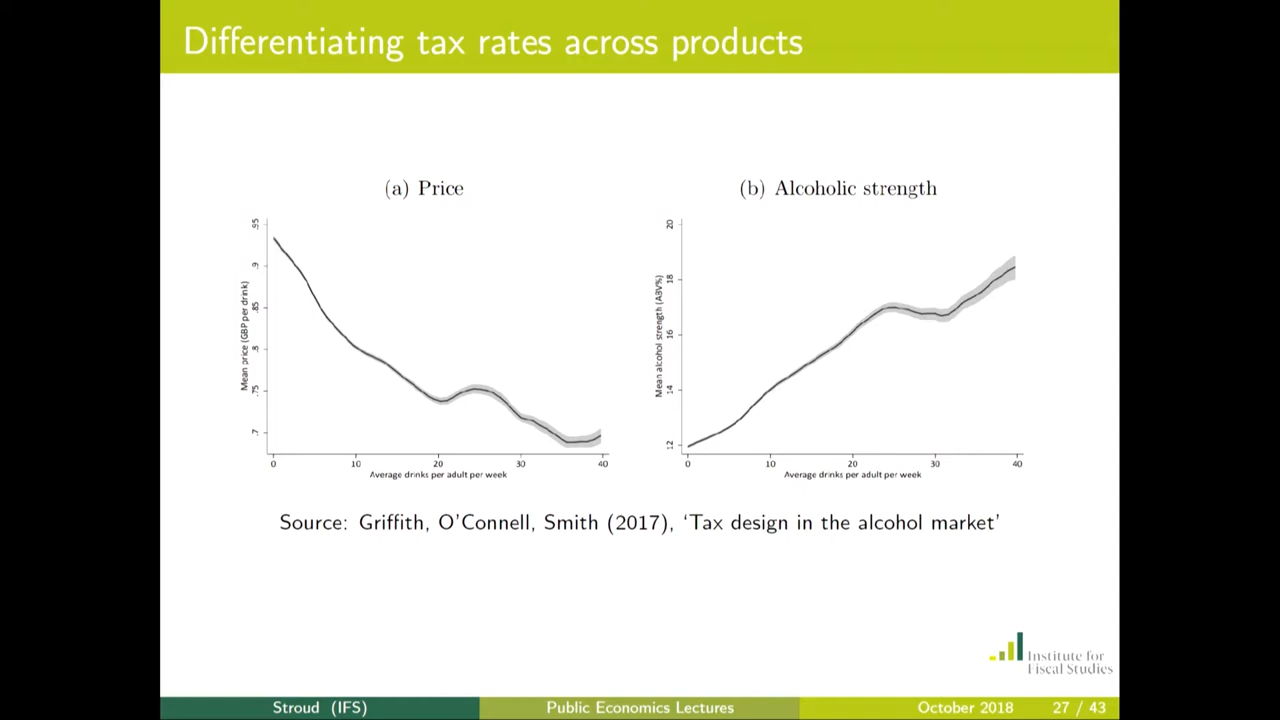 Differentiating tax rates across products
(a) Price
Mean price (GBP per drink)
.95
.9
.85
.8
.75
.7
0 10 20 30 40
Average drinks per adult per week
(b) Alcoholic strength
Mean alcohol strength (ABV%)
20
18
16
14
12
0 10 20 30 40
Average drinks per adult per week
Source: Griffith, O'Connell, Smith (2017), 'Tax design in the alcohol market'
Institute for
Fiscal Studies
Stroud (IFS) Public Economics Lectures October 2018 27 / 43